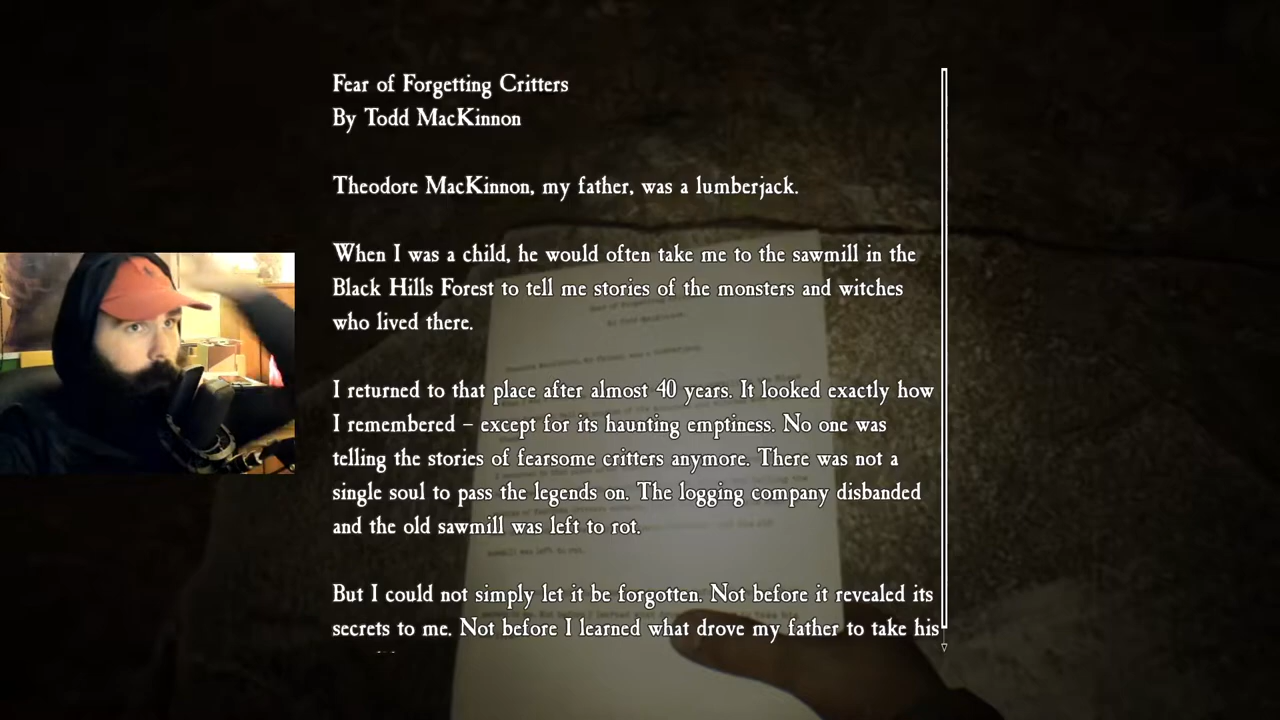 Fear of Forgetting Critters
By Todd MacKinnon
Theodore MacKinnon, my father, was a lumberjack.
When I was a child, he would often take me to the sawmill in the
Black Hills Forest to tell me stories of the monsters and witches
who lived there.
I returned to that place after almost 40 years. It looked exactly how
I remembered – except for its haunting emptiness. No one was
telling the stories of fearsome critters anymore. There was not a
single soul to pass the legends on. The logging company disbanded
and the old sawmill was left to rot.
But I could not simply let it be forgotten. Not before it revealed its
secrets to me. Not before I learned what drove my father to take his